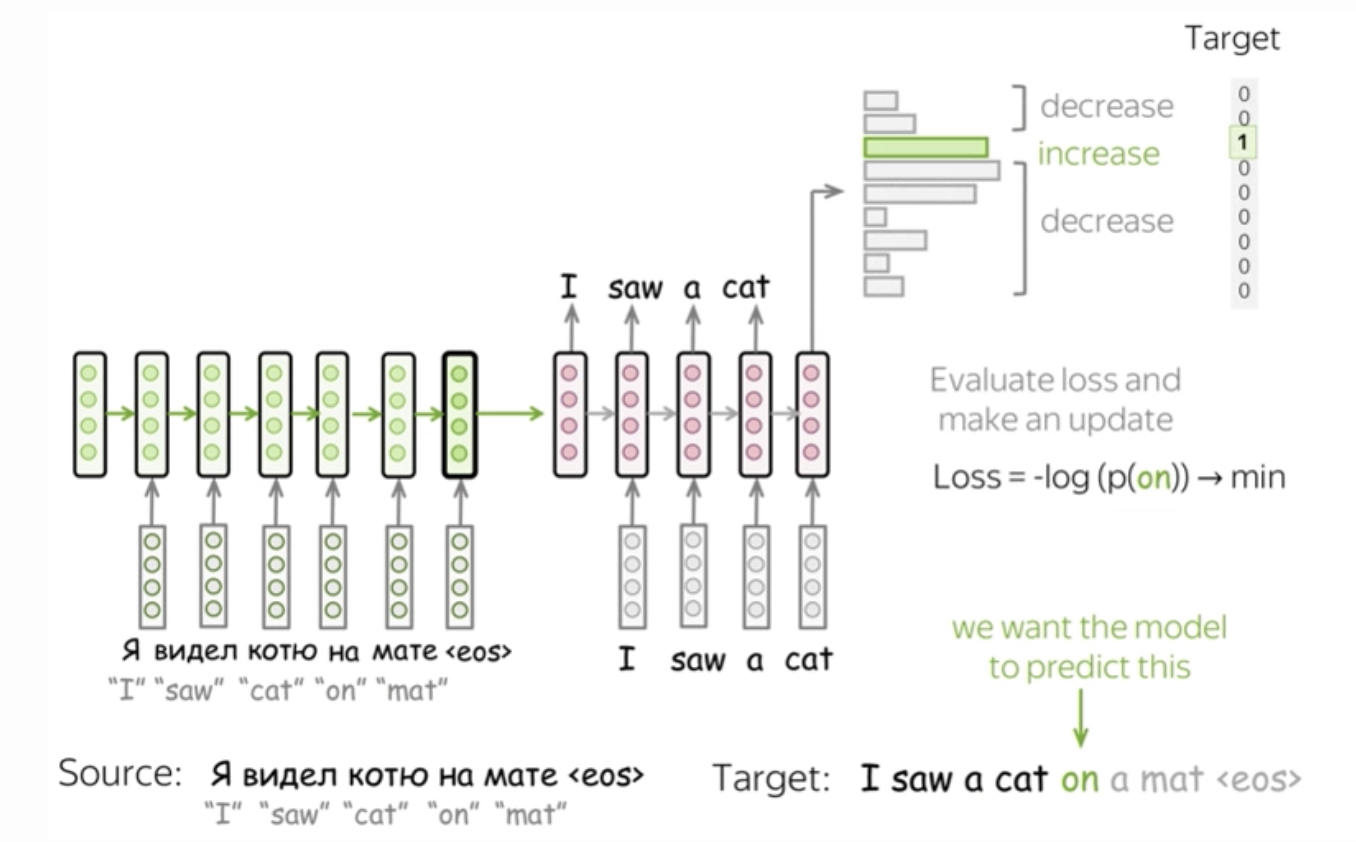 Target
decrease
increase
decrease
0
0
1
0
0
0
0
0
0
I saw a cat
Evaluate loss and
make an update
Loss = -log (p(on)) → min
Я видел котю на мате <eos>
"I" "saw" "cat" "on" "mat"
I saw a cat
we want the model
to predict this
Source: Я видел котю на мате <eos>
"I" "saw" "cat" "on" "mat"
Target: I saw a cat on a mat <eos>